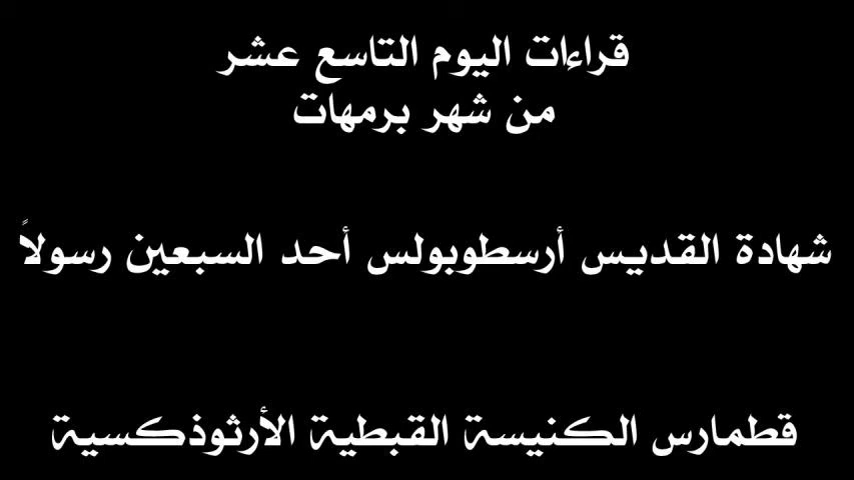 قراءات اليوم التاسع عشر
من شهر برمهات
شهادة القديس أرسطوبولس أحد السبعين رسولاً
قطمارس الكنيسة القبطية الأرثوذكسية